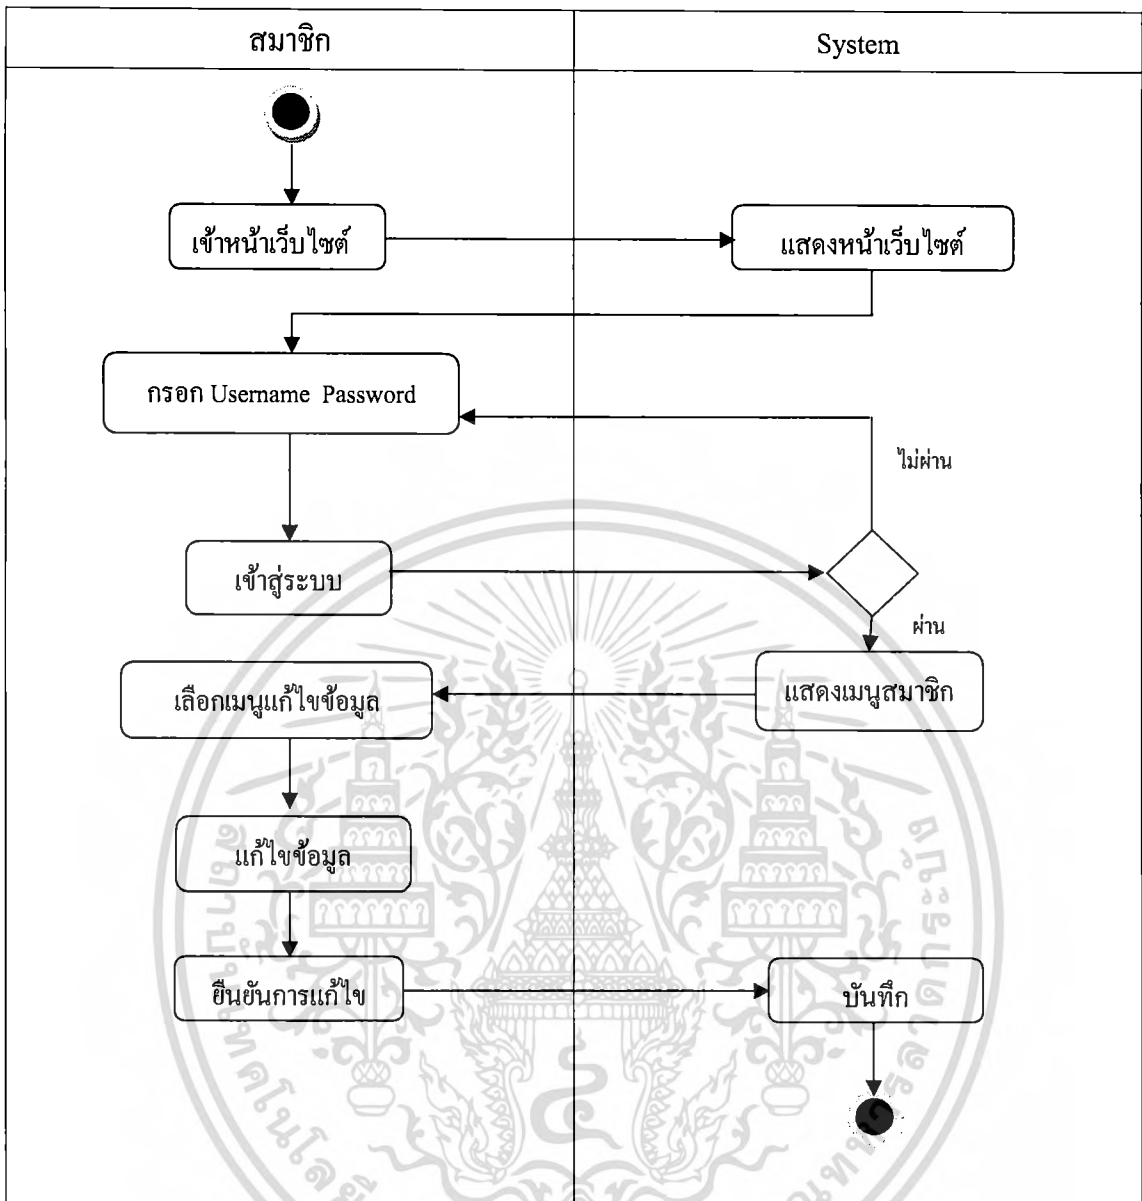 สมาชิก
System
เข้าหน้าเว็บไซต์
แสดงหน้าเว็บไซต์
กรอก Username Password
ไม่ผ่าน
เข้าสู่ระบบ
ผ่าน
แสดงเมนูสมาชิก
เลือกเมนูแก้ไขข้อมูล
แก้ไขข้อมูล
ยืนยันการแก้ไข
บันทึก